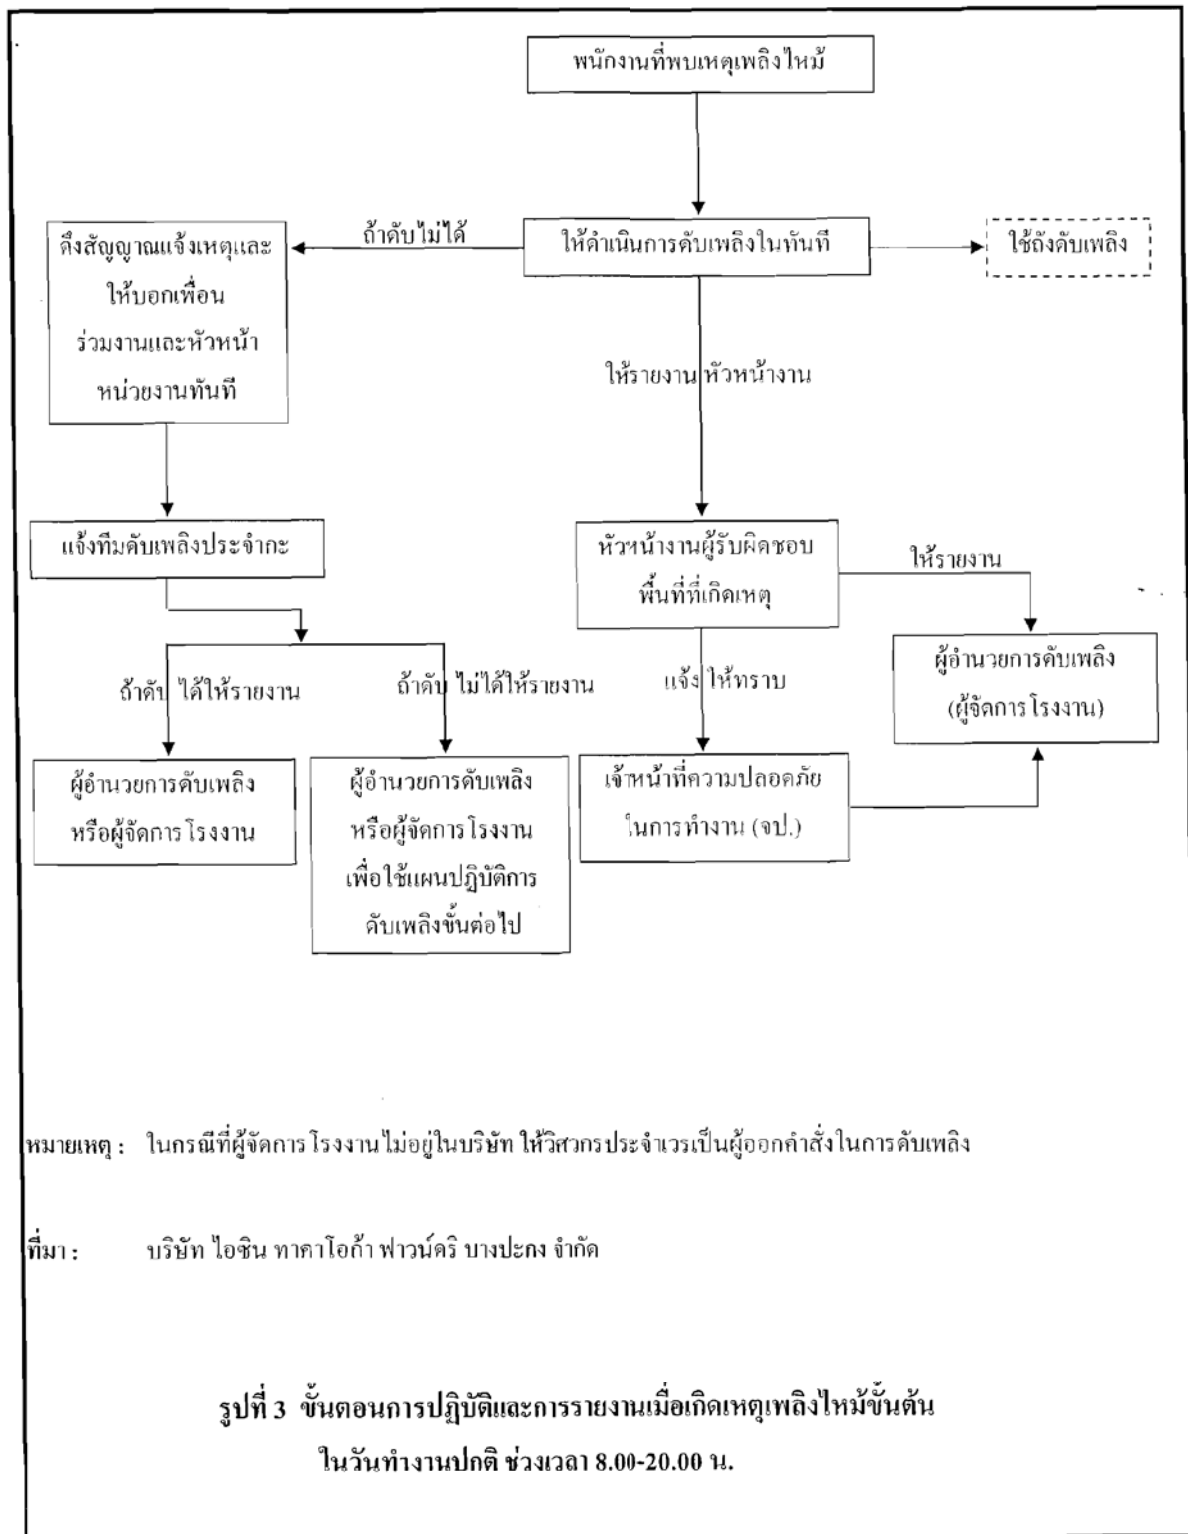 พนักงานที่พบเหตุเพลิงไหม้
ดึงสัญญาณแจ้งเหตุและ
ให้บอกเพื่อน
ร่วมงานและหัวหน้า
หน่วยงานทันที
ถ้าดับไม่ได้
ให้ดำเนินการดับเพลิงในทันที
ใช้ถังดับเพลิง
ให้รายงาน หัวหน้างาน
แจ้งทีมดับเพลิงประจำกะ
หัวหน้างานผู้รับผิดชอบ
พื้นที่ที่เกิดเหตุ
ให้รายงาน
ถ้าดับ ได้ให้รายงาน
ถ้าดับ ไม่ได้ให้รายงาน
แจ้ง ให้ทราบ
ผู้อำนวยการดับเพลิง
(ผู้จัดการโรงงาน)
ผู้อำนวยการดับเพลิง
หรือผู้จัดการโรงงาน
ผู้อำนวยการดับเพลิง
หรือผู้จัดการโรงงาน
เพื่อใช้แผนปฏิบัติการ
ดับเพลิงขั้นต่อไป
เจ้าหน้าที่ความปลอดภัย
ในการทำงาน (จป.)
หมายเหตุ : ในกรณีที่ผู้จัดการโรงงานไม่อยู่ในบริษัท ให้วิศวกรประจำเวรเป็นผู้ออกคำสั่งในการดับเพลิง
ที่มา : บริษัท ไอซิน ทาคาโอก้า ฟาวน์ดริ บางปะกง จำกัด
รูปที่ 3 ขั้นตอนการปฏิบัติและการรายงานเมื่อเกิดเหตุเพลิงไหม้ขั้นต้น
ในวันทำงานปกติ ช่วงเวลา 8.00-20.00 น.